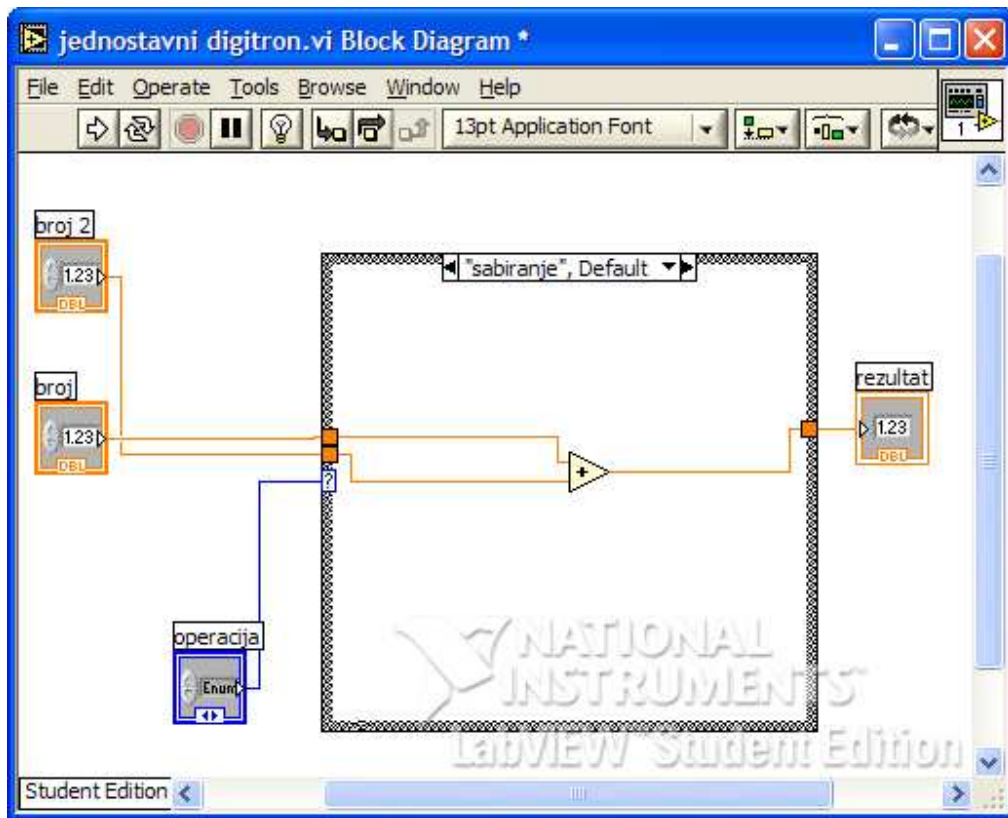 jednostavni digitron.vi Block Diagram *
File Edit Operate Tools Browse Window Help
13pt Application Font
1
broj 2
1.23
DBL
"sabiranje", Default
broj
1.23
DBL
rezultat
1.23
DBL
+
?
operacija
Enum
NATIONAL
INSTRUMENTS™
LabVIEW™ Student Edition
Student Edition